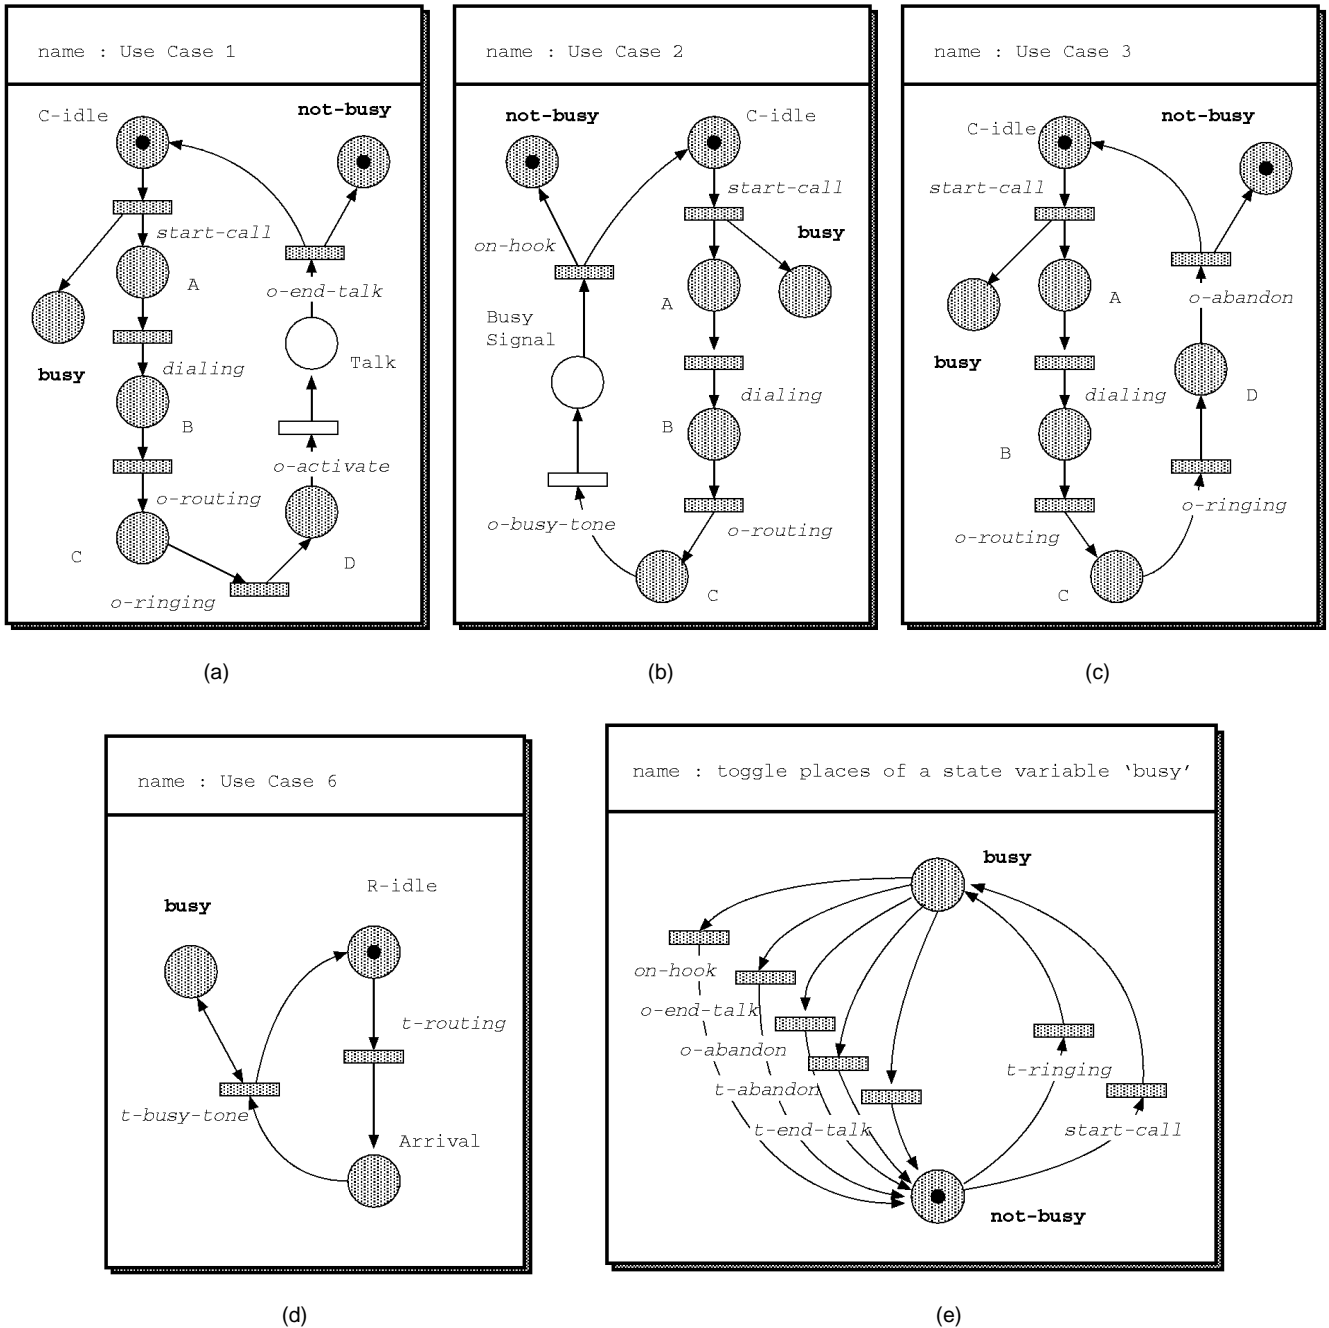 name : Use Case 1
C-idle
not-busy
start-call
A
o-end-talk
busy
Talk
dialing
B
o-activate
o-routing
C
D
o-ringing
(a)
name : Use Case 2
not-busy
C-idle
start-call
busy
on-hook
A
Busy
Signal
dialing
B
o-busy-tone
o-routing
C
(b)
name : Use Case 3
not-busy
C-idle
start-call
A
o-abandon
busy
dialing
D
B
o-ringing
o-routing
C
(c)
name : Use Case 6
R-idle
busy
t-routing
t-busy-tone
Arrival
(d)
name : toggle places of a state variable ‘busy’
busy
on-hook
o-end-talk
o-abandon
t-abandon
t-end-talk
t-ringing
start-call
not-busy
(e)